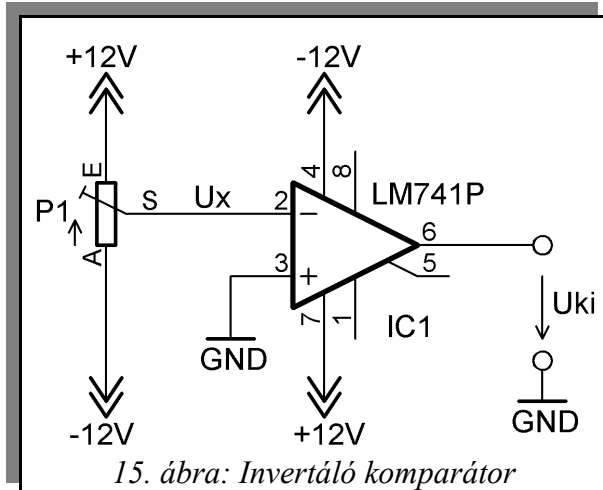 +12V
-12V
E
P1
A
S
Ux
4
8
LM741P
2
-
6
3
+
5
7
1
IC1
Uki
GND
GND
-12V
+12V
15. ábra: Invertáló komparátor